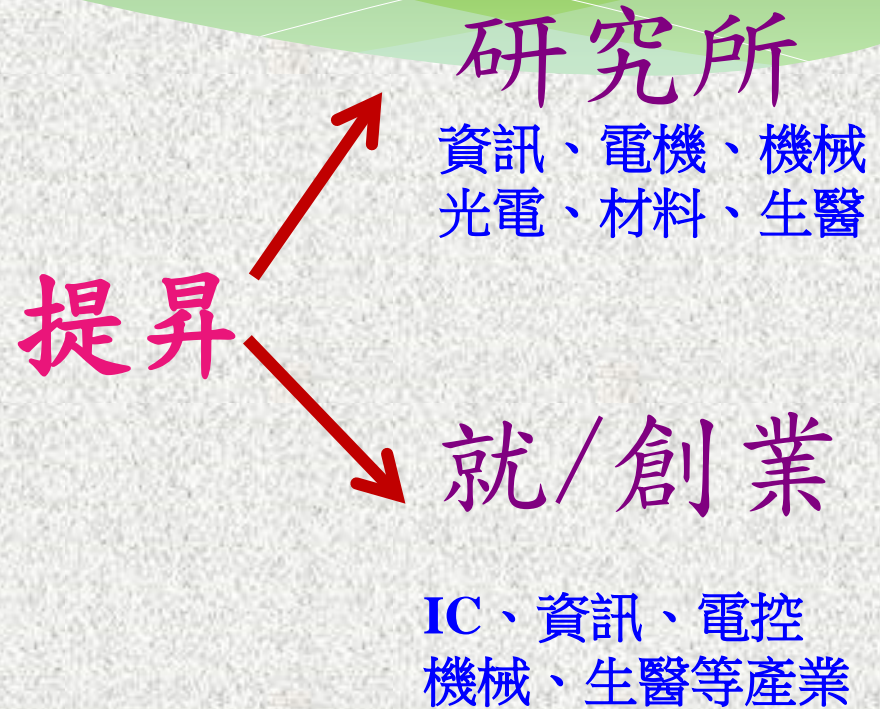 研究所
資訊、電機、機械
光電、材料、生醫
提昇
就/創業
IC、資訊、電控
機械、生醫等產業